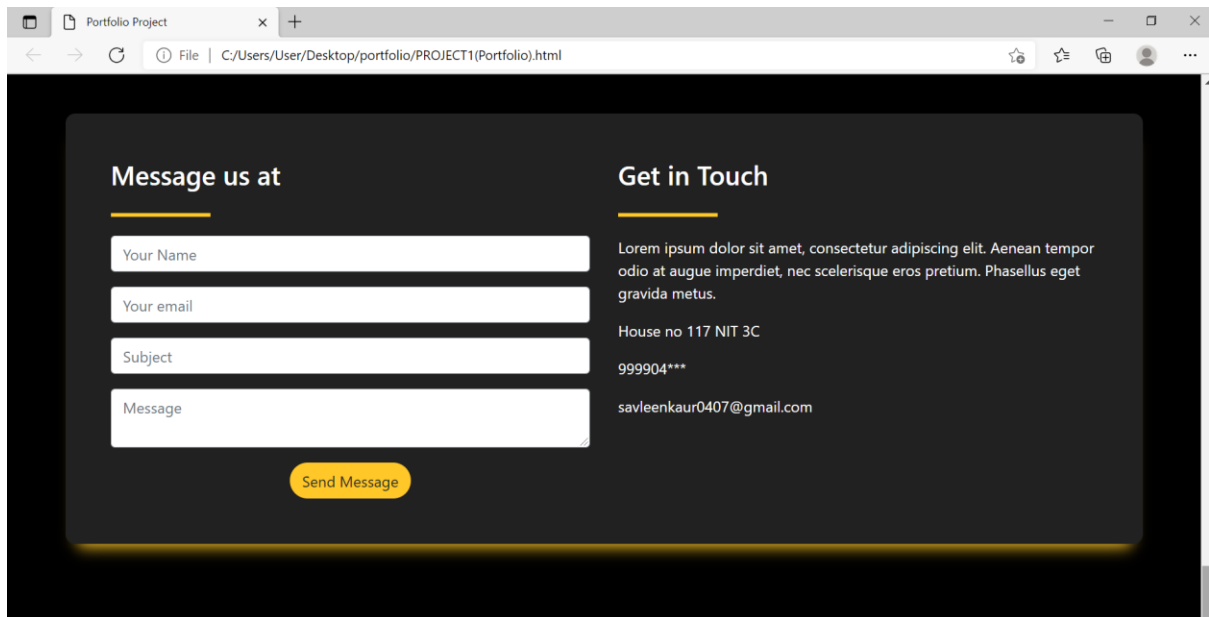 Portfolio Project
File | C:/Users/User/Desktop/portfolio/PROJECT1(Portfolio).html
Message us at
Your Name
Your email
Subject
Message
Send Message
Get in Touch
Lorem ipsum dolor sit amet, consectetur adipiscing elit. Aenean tempor
odio at augue imperdiet, nec scelerisque eros pretium. Phasellus eget
gravida metus.
House no 117 NIT 3C
999904***
savleenkaur0407@gmail.com